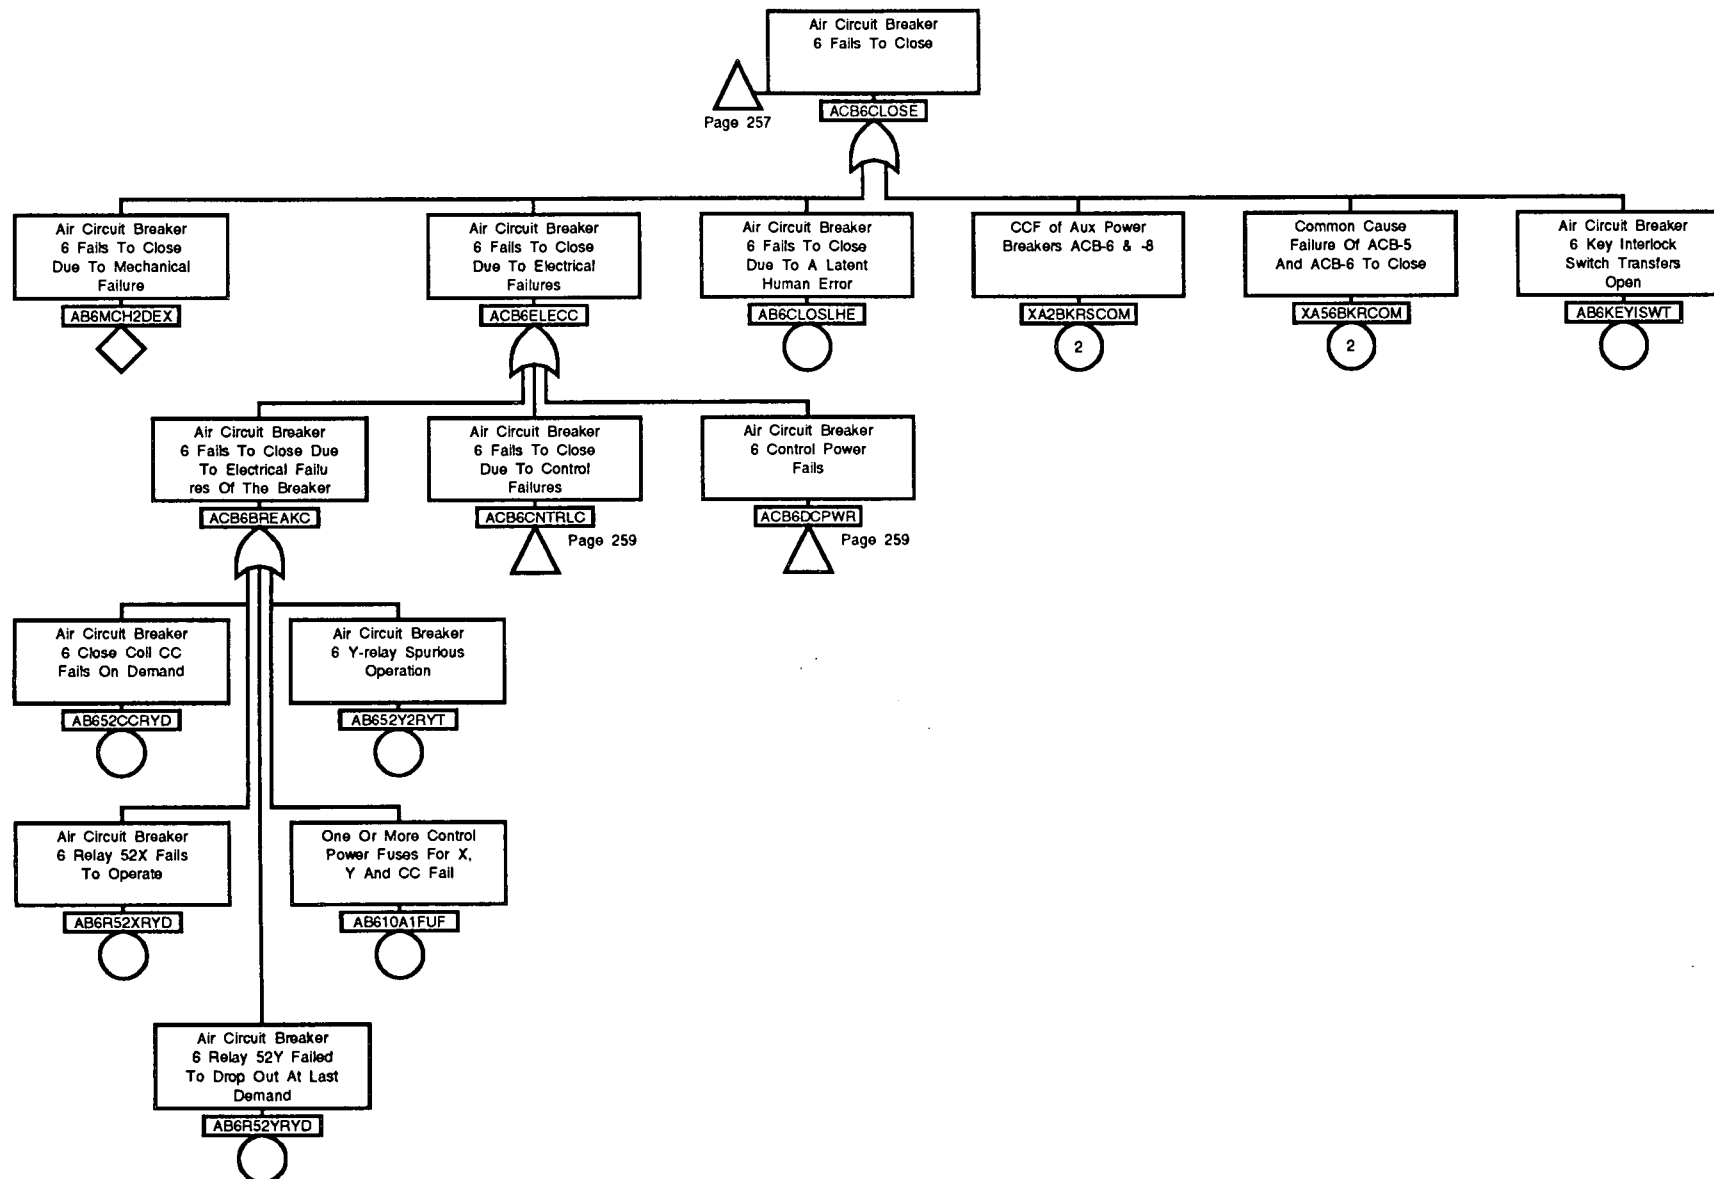 Air Circuit Breaker
6 Fails To Close
Page 257
ACB6CLOSE
Air Circuit Breaker
6 Fails To Close
Due To Mechanical
Failure
AB6MCH2DEX
Air Circuit Breaker
6 Fails To Close
Due To Electrical
Failures
ACB6ELECC
Air Circuit Breaker
6 Fails To Close
Due To A Latent
Human Error
AB6CLOSLHE
CCF of Aux Power
Breakers ACB-6 & -8
XA2BKRSCOM
2
Common Cause
Failure Of ACB-5
And ACB-6 To Close
XA56BKRCOM
2
Air Circuit Breaker
6 Key Interlock
Switch Transfers
Open
AB6KEYISWT
Air Circuit Breaker
6 Fails To Close Due
To Electrical Failu
res Of The Breaker
ACB6BREAKC
Air Circuit Breaker
6 Fails To Close
Due To Control
Failures
ACB6CNTRLC
Page 259
Air Circuit Breaker
6 Control Power
Fails
ACB6DCPWR
Page 259
Air Circuit Breaker
6 Close Coil CC
Fails On Demand
AB652CCRYD
Air Circuit Breaker
6 Y-relay Spurious
Operation
AB652Y2RYT
Air Circuit Breaker
6 Relay 52X Fails
To Operate
AB6R52XRYD
One Or More Control
Power Fuses For X,
Y And CC Fail
AB610A1FUF
Air Circuit Breaker
6 Relay 52Y Failed
To Drop Out At Last
Demand
AB6R52YRYD